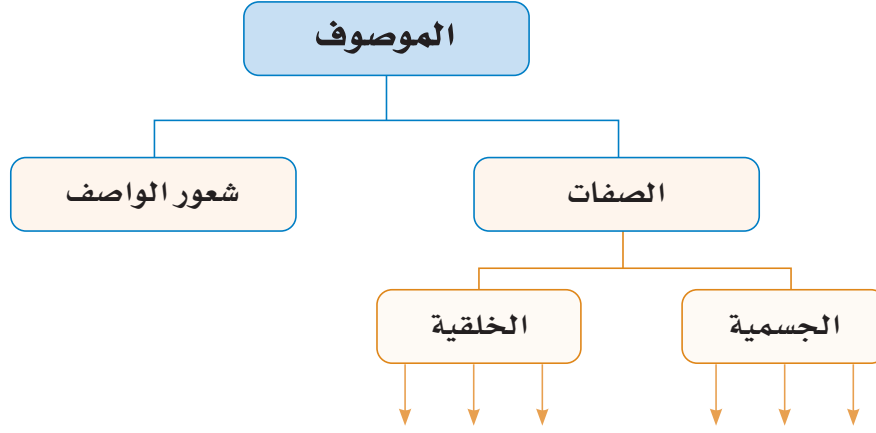 الموصوف
الصفات
شعور الواصف
الجسمية
الخلقية